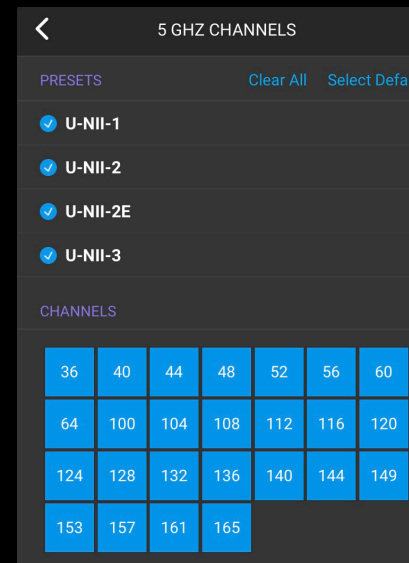 5 GHZ CHANNELS
PRESETS Clear All Select Defa
U-NII-1
U-NII-2
U-NII-2E
U-NII-3
CHANNELS
36 40 44 48 52 56 60
64 100 104 108 112 116 120
124 128 132 136 140 144 149
153 157 161 165